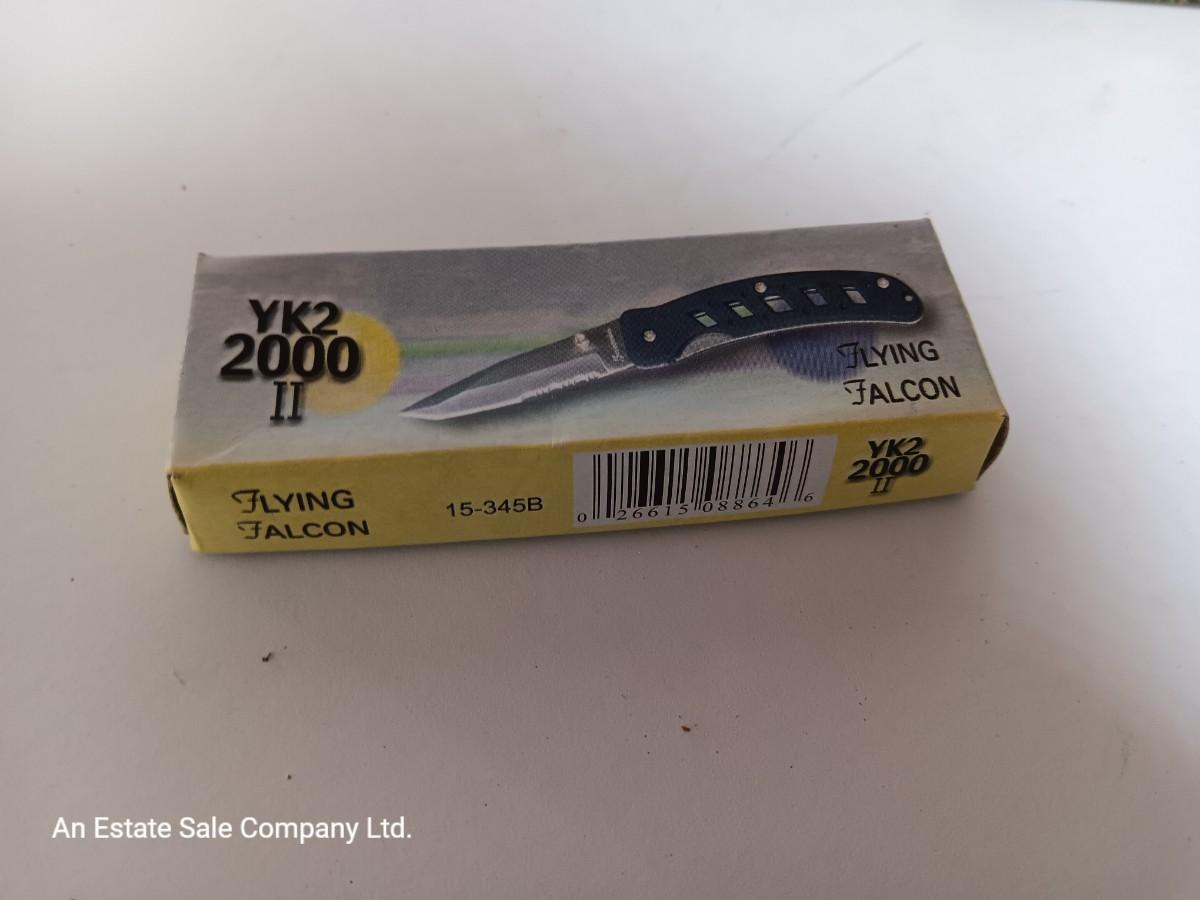 YK2
2000
II
FLYING
FALCON
FLYING
FALCON
15-345B
0 26615 08864 6
YK2
2000
II
An Estate Sale Company Ltd.